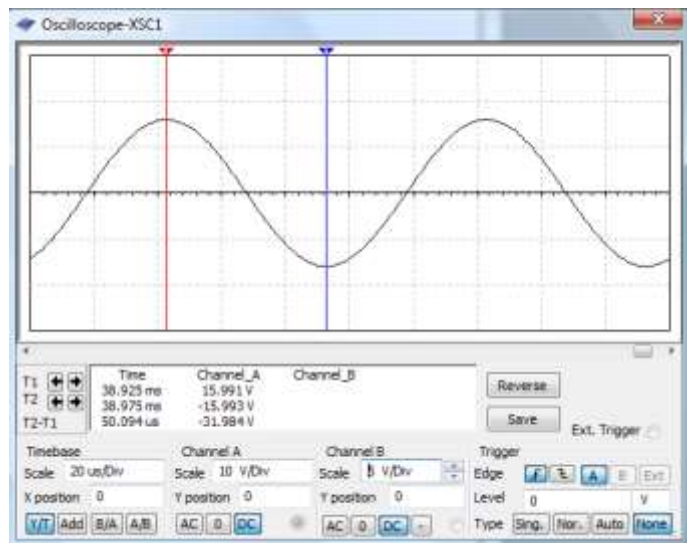 Oscilloscope-XSC1
Time Channel_A Channel_B
T1 38.925 ms 15.991 V
T2 38.975 ms -15.993 V
T2-T1 50.094 us -31.984 V
Reverse
Save
Ext. Trigger
Timebase Channel A Channel B Trigger
Scale 20 us/Div Scale 10 V/Div Scale V/Div Edge A B Ext
X position 0 Y position 0 Y position 0 Level 0 V
Y/T Add B/A A/B AC 0 DC AC 0 DC - Type Sing. Nor. Auto None